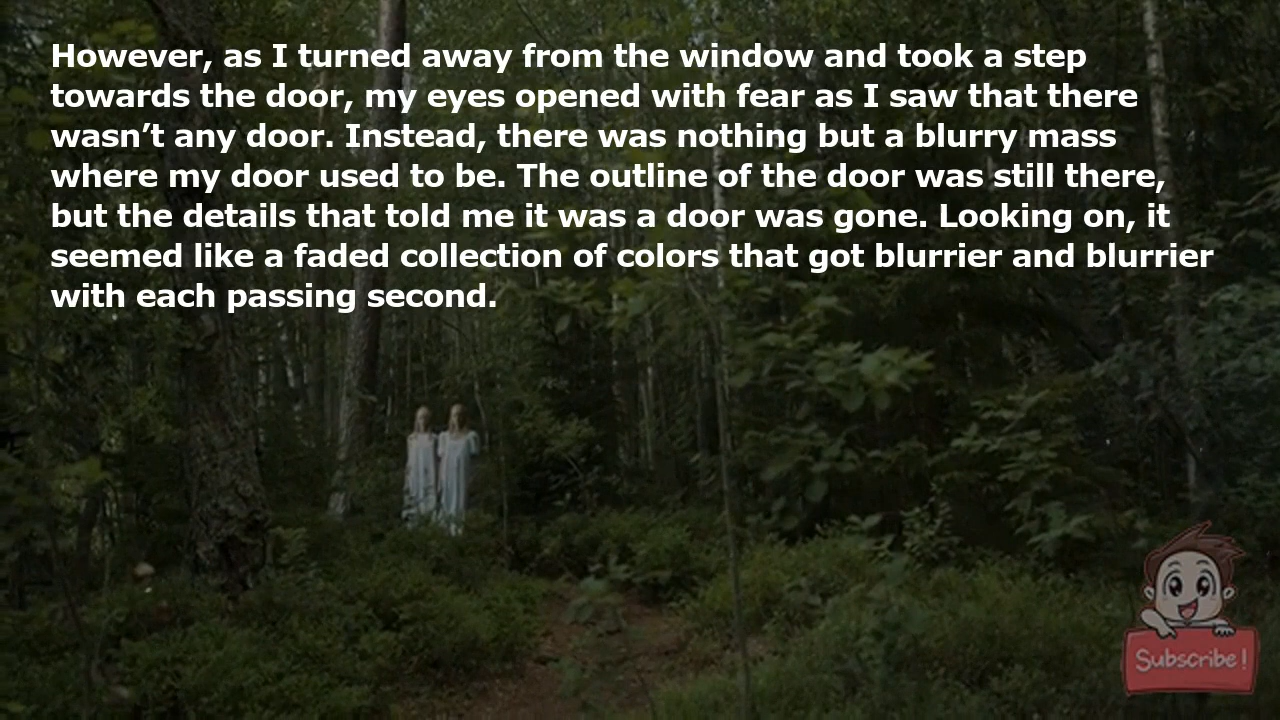 However, as I turned away from the window and took a step
towards the door, my eyes opened with fear as I saw that there
wasn’t any door. Instead, there was nothing but a blurry mass
where my door used to be. The outline of the door was still there,
but the details that told me it was a door was gone. Looking on, it
seemed like a faded collection of colors that got blurrier and blurrier
with each passing second.
Subscribe!